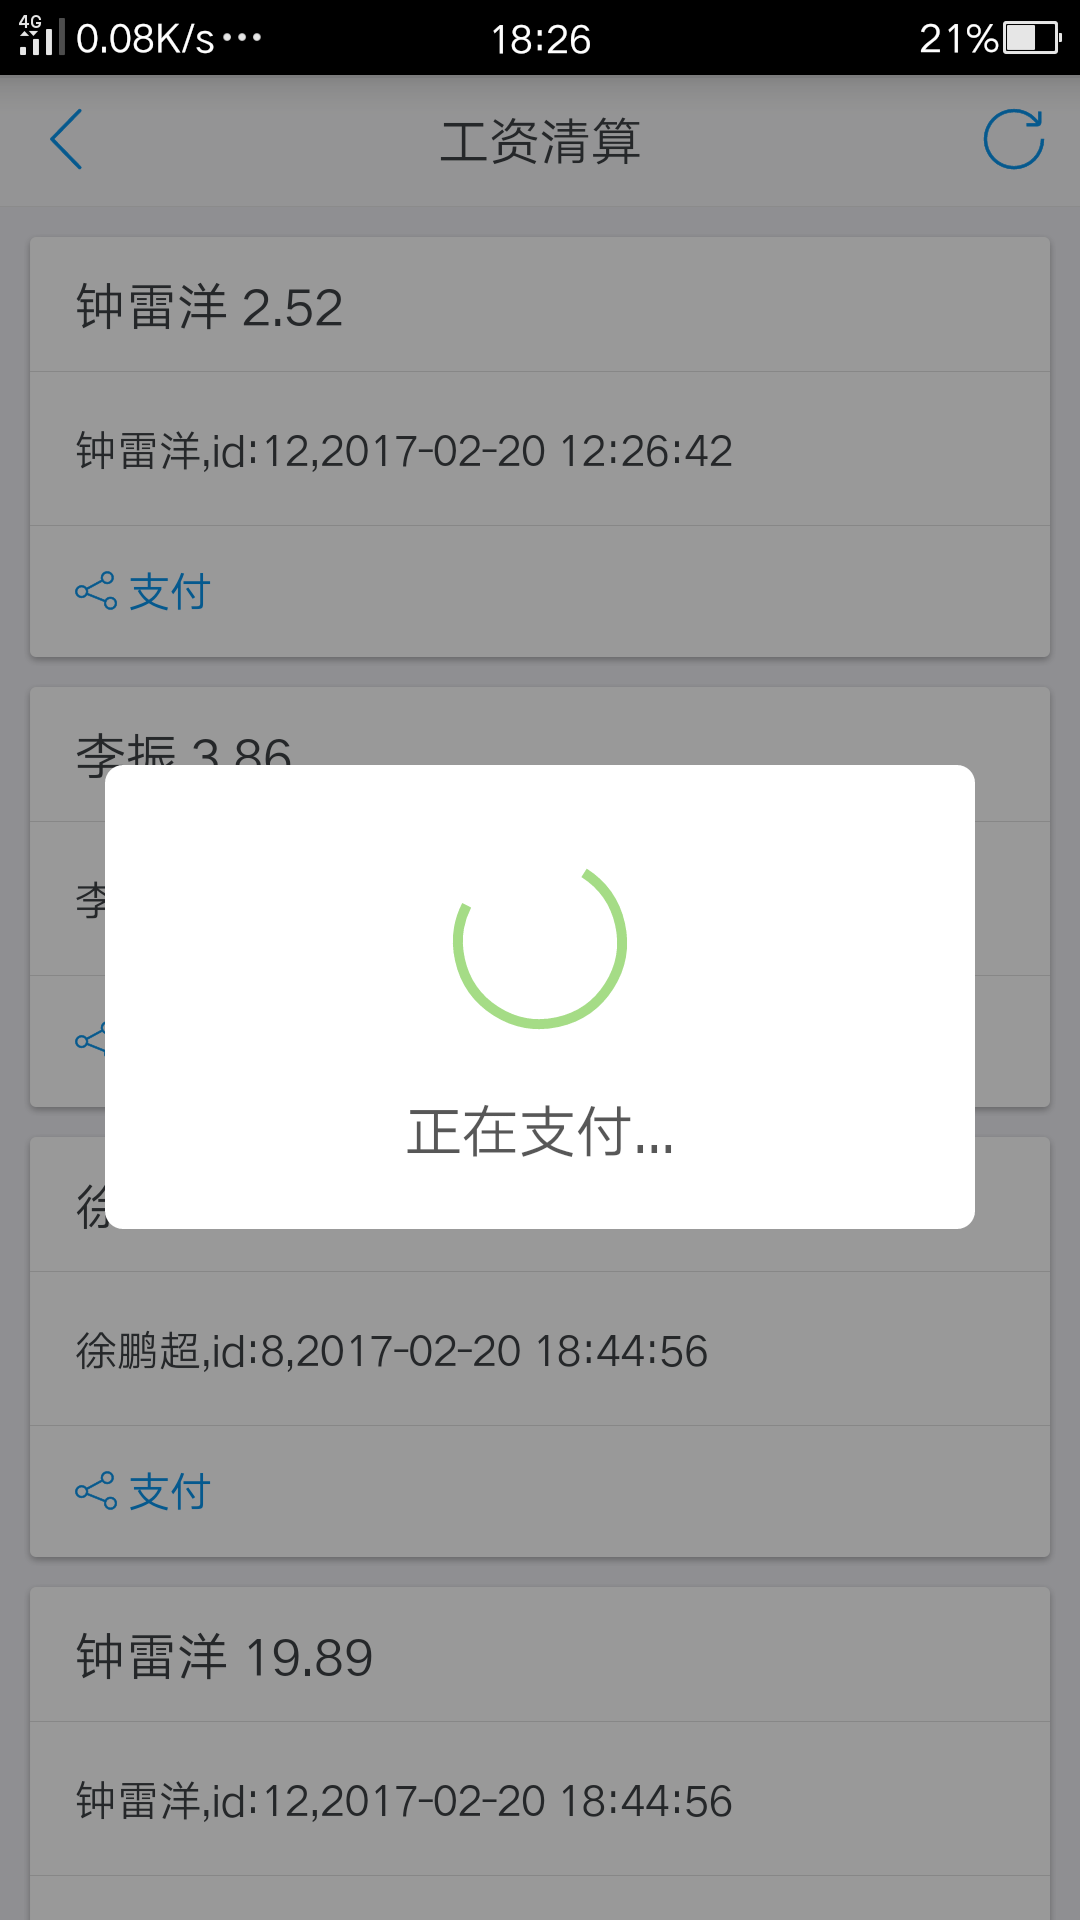 4G 0.08K/s... 18:26 21%
工资清算
钟雷洋 2.52
钟雷洋,id:12,2017-02-20 12:26:42
支付
李振 3.86
李
正在支付...
徐
徐鹏超,id:8,2017-02-20 18:44:56
支付
钟雷洋 19.89
钟雷洋,id:12,2017-02-20 18:44:56